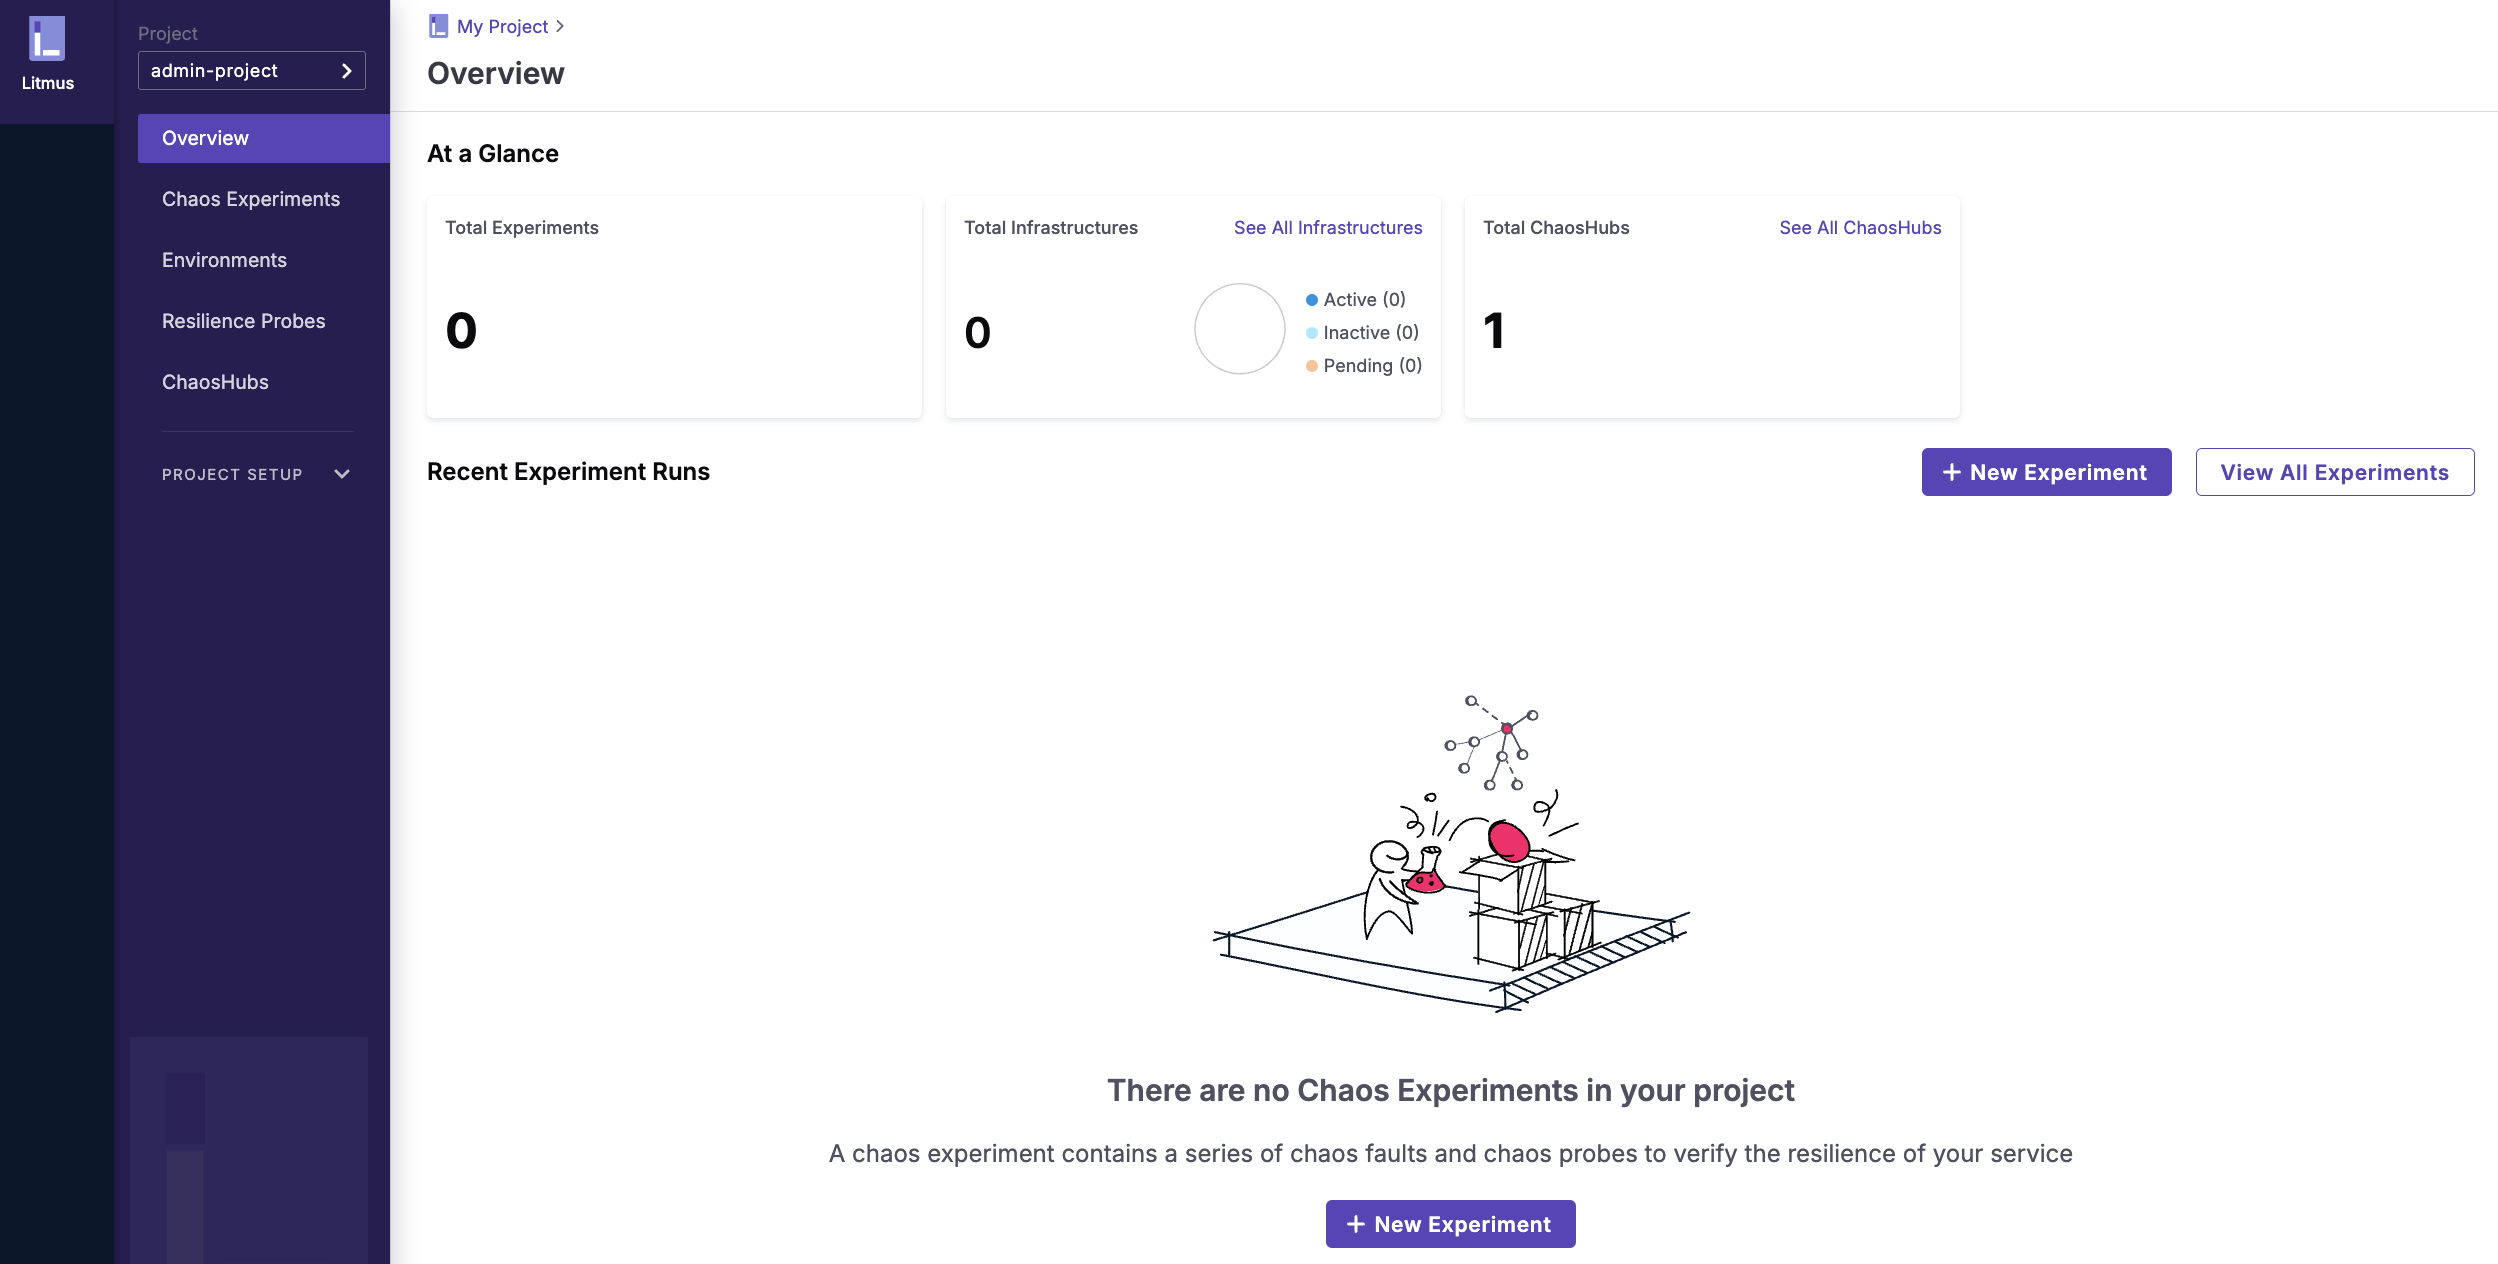 Litmus
Project
admin-project
Overview
Chaos Experiments
Environments
Resilience Probes
ChaosHubs
PROJECT SETUP
My Project
Overview
At a Glance
Total Experiments
0
Total Infrastructures
See All Infrastructures
0
Active (0)
Inactive (0)
Pending (0)
Total ChaosHubs
See All ChaosHubs
1
Recent Experiment Runs
+ New Experiment
View All Experiments
There are no Chaos Experiments in your project
A chaos experiment contains a series of chaos faults and chaos probes to verify the resilience of your service
+ New Experiment